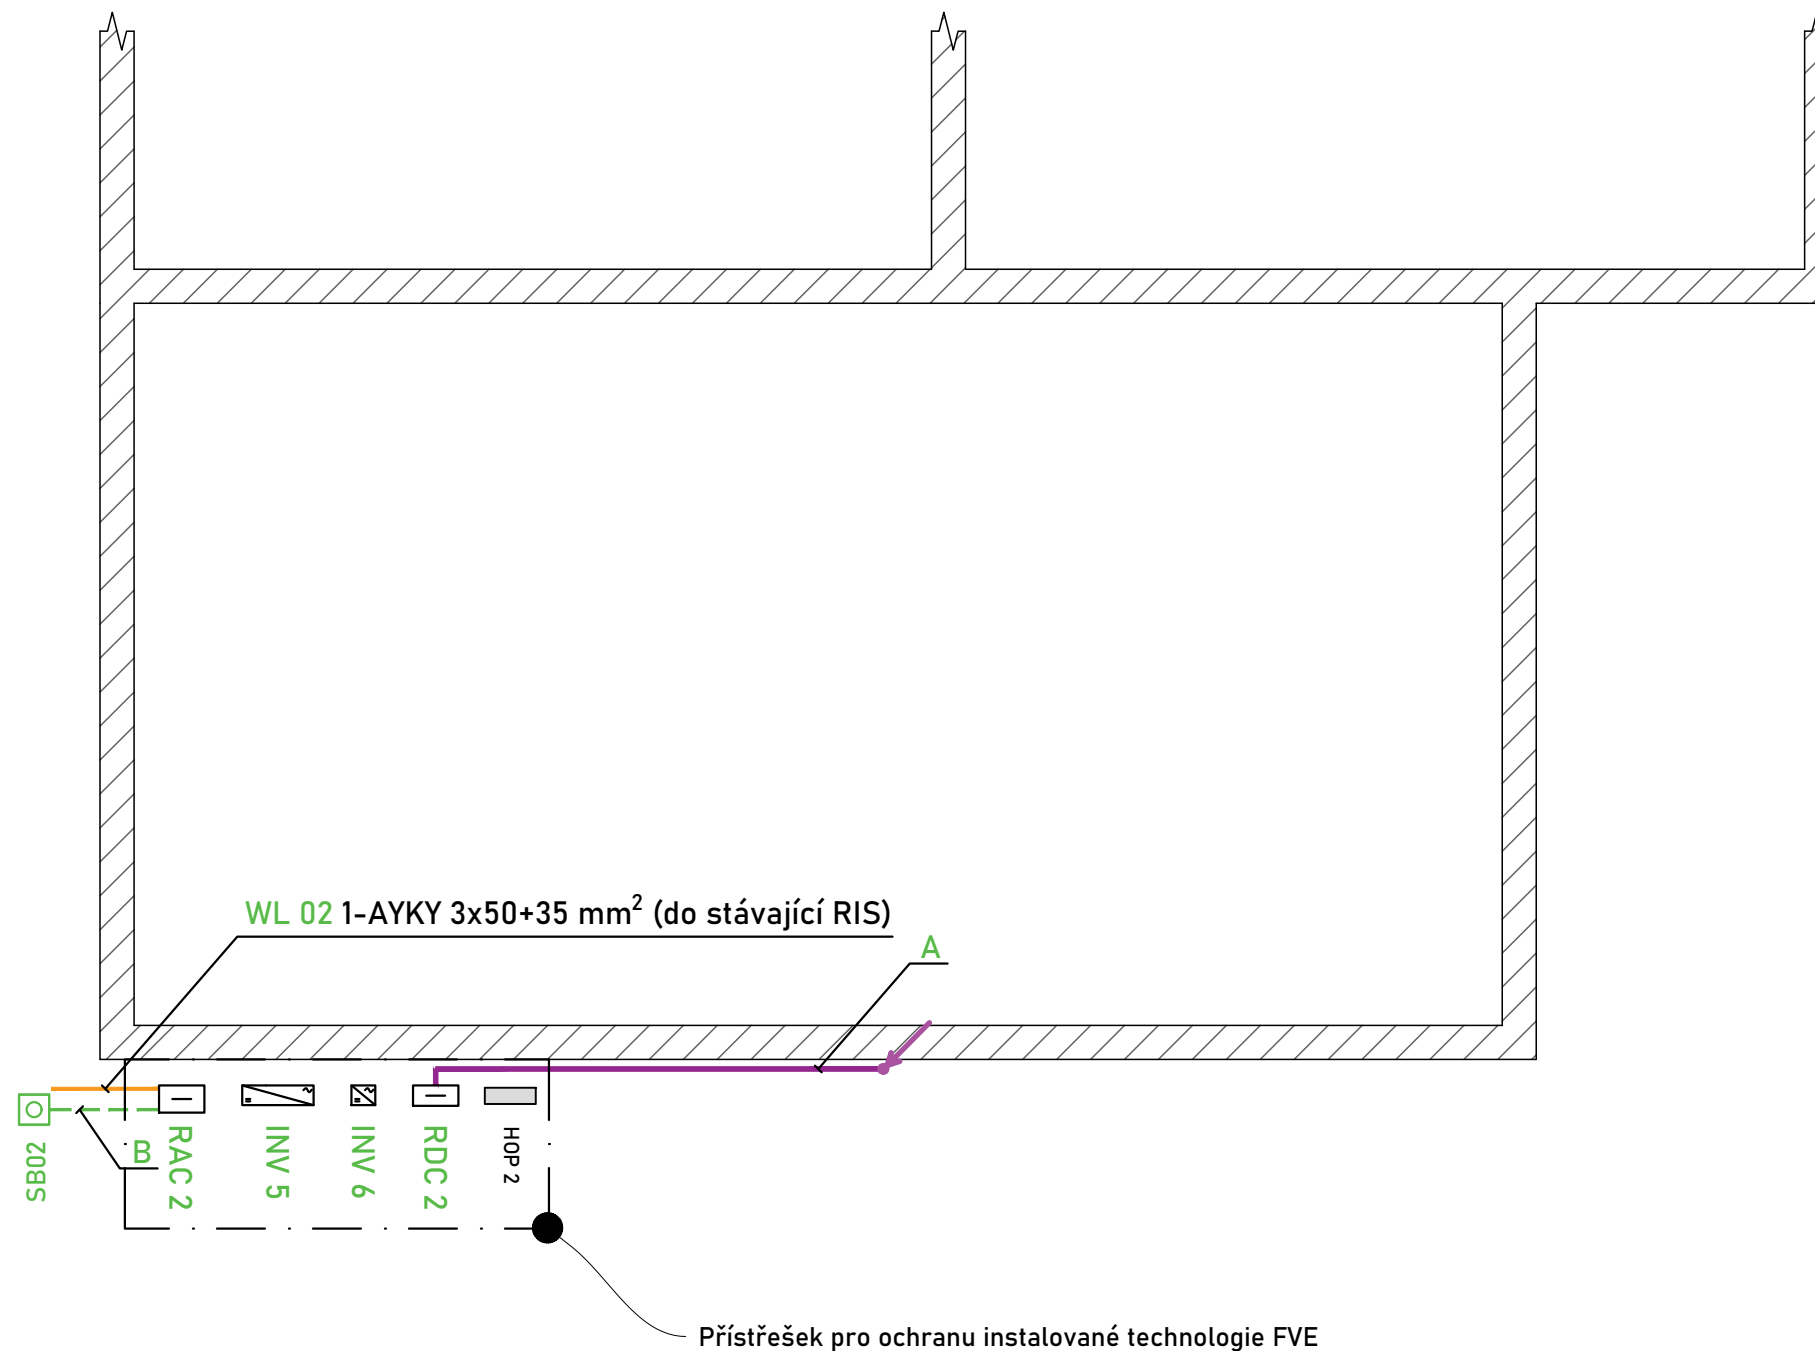 WL 02 1-AYKY 3x50+35 mm² (do stávající RIS)
A
B
SB02
RAC 2
INV 5
INV 6
RDC 2
HOP 2
Přístřešek pro ochranu instalované technologie FVE